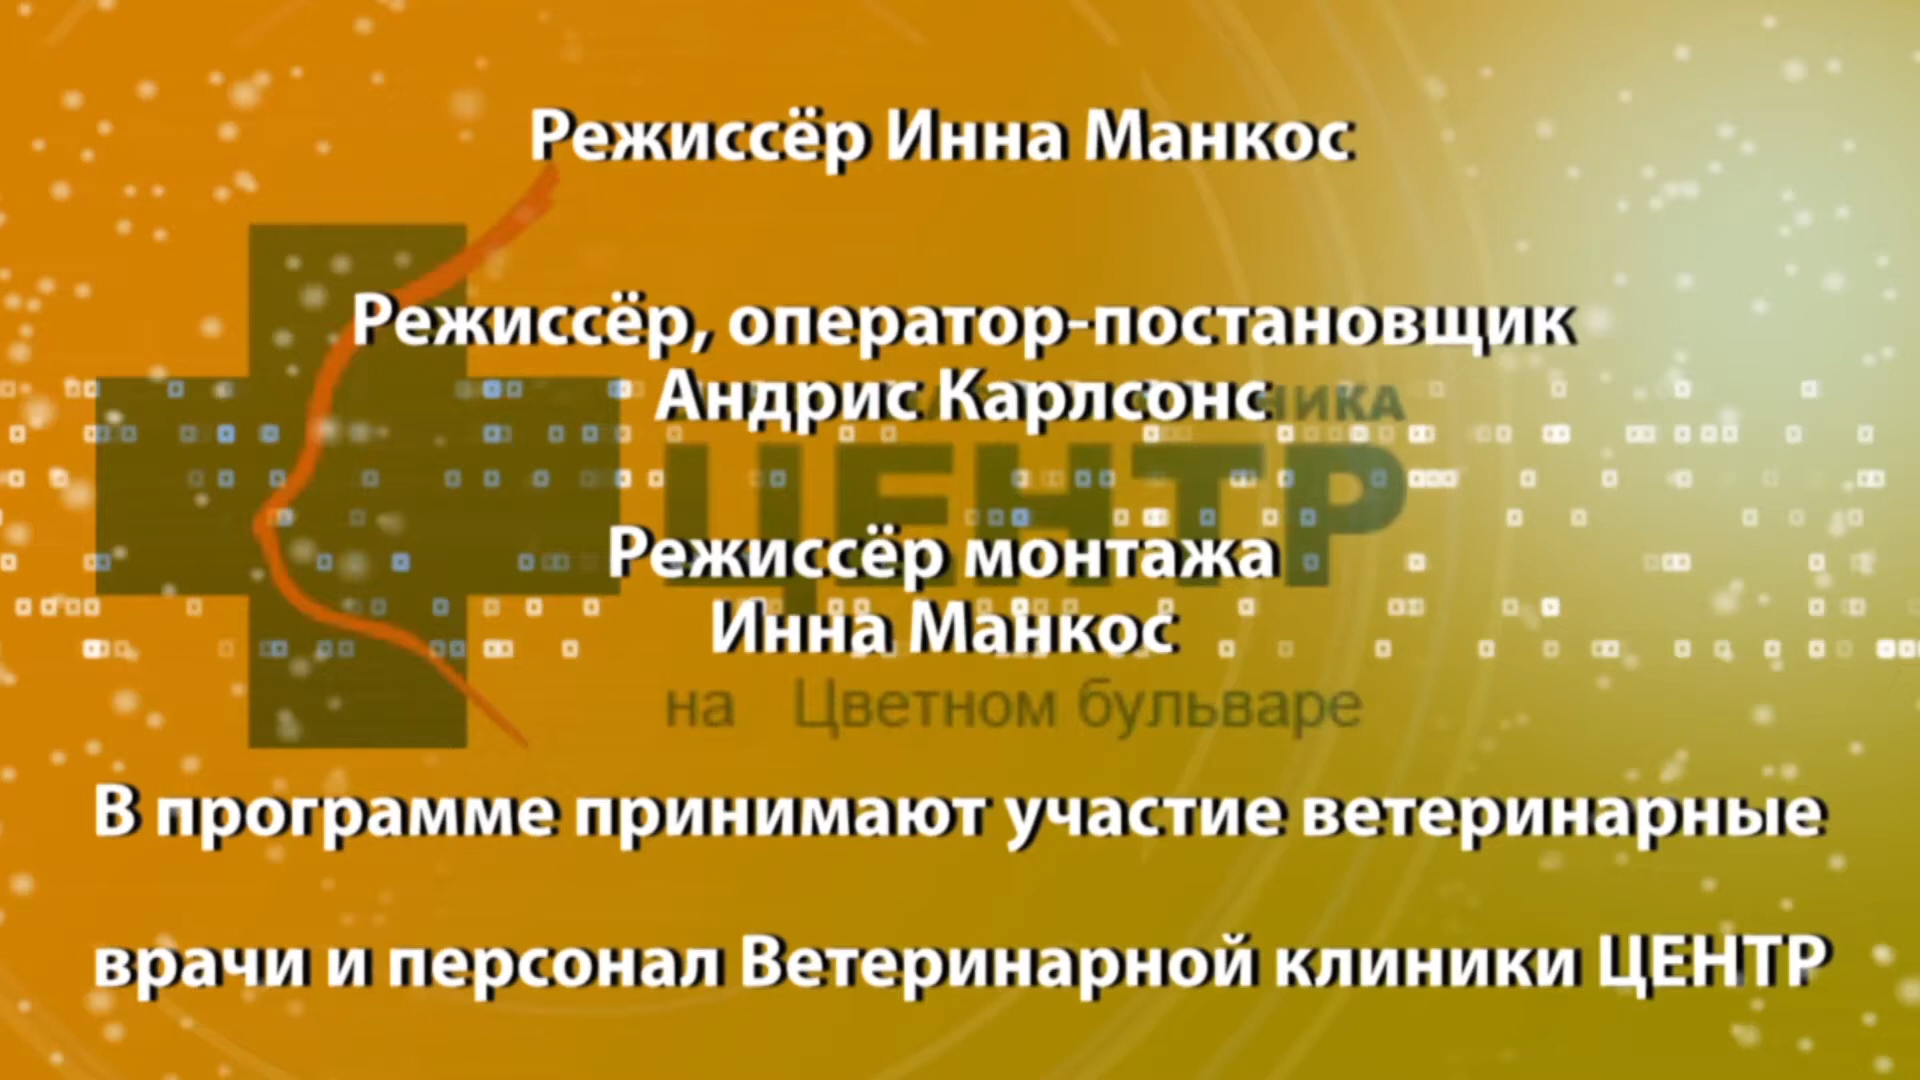 Режиссёр Инна Манкос
Режиссёр, оператор-постановщик
Андрис Карлсонс
ЦЕНТР
Режиссёр монтажа
Инна Манкос
на Цветном бульваре
В программе принимают участие ветеринарные
врачи и персонал Ветеринарной клиники ЦЕНТР